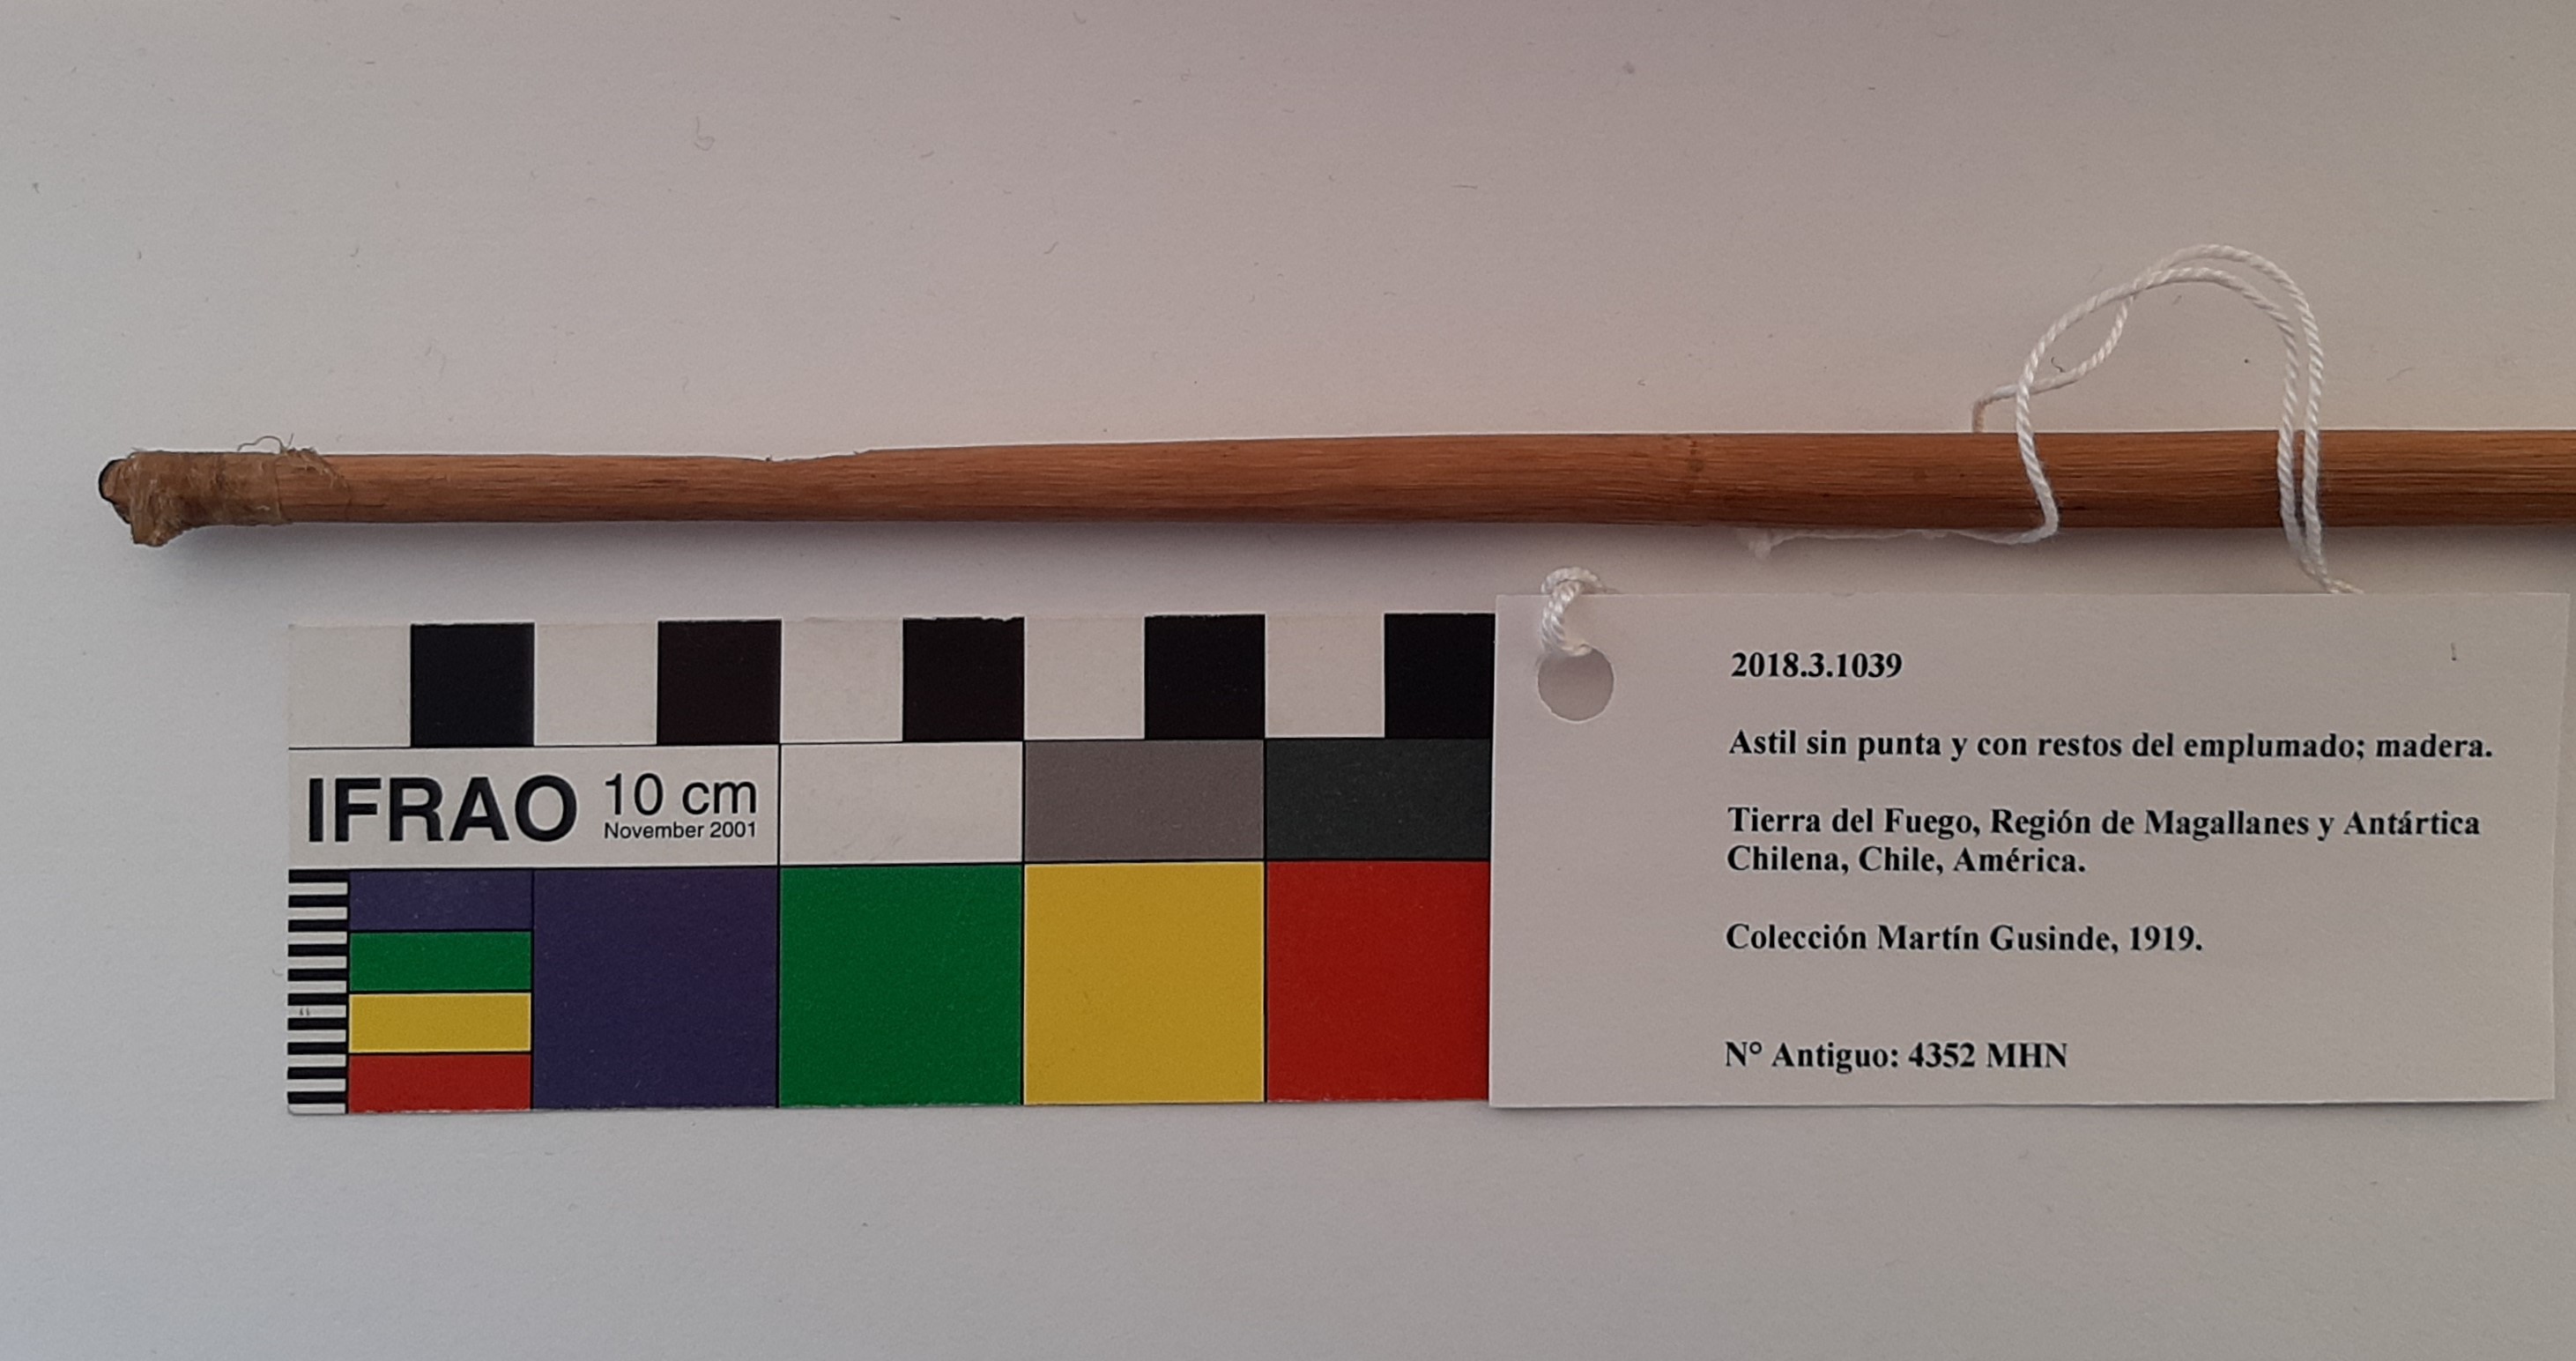 IFRAO 10 cm
November 2001
2018.3.1039
Astil sin punta y con restos del emplumado; madera.
Tierra del Fuego, Región de Magallanes y Antártica
Chilena, Chile, América.
Colección Martín Gusinde, 1919.
N° Antiguo: 4352 MHN